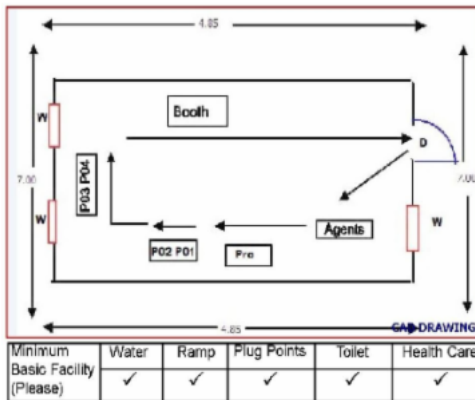 4.85
Booth
W
D
7.00
P03 P04
7.00
W
W
Agents
P02 P01
Pre
4.85
CAD DRAWING
Minimum Basic Facility (Please)
Water
Ramp
Plug Points
Toilet
Health Care
✓
✓
✓
✓
✓